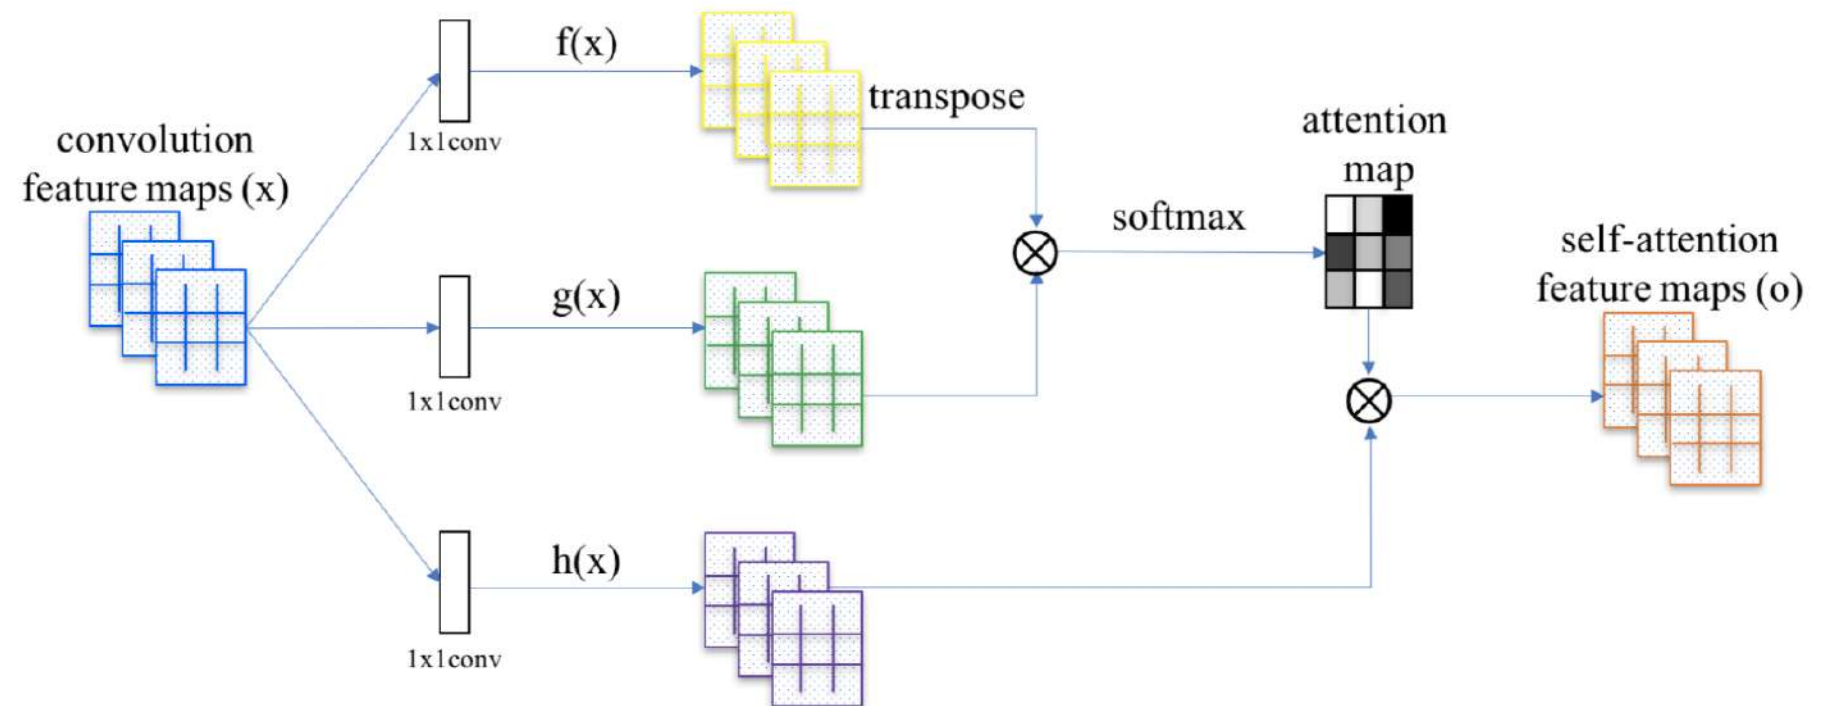 convolution
feature maps (x)
1x1conv
f(x)
transpose
1x1conv
g(x)
softmax
attention
map
1x1conv
h(x)
self-attention
feature maps (o)